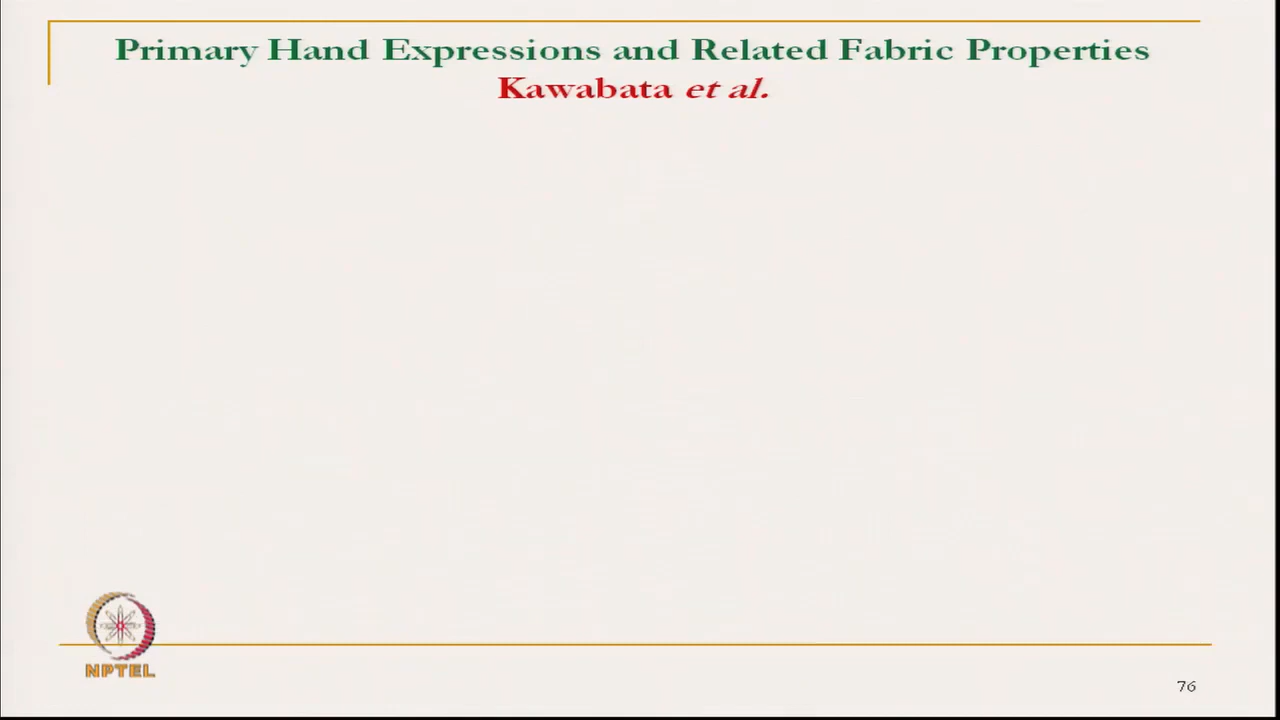 Primary Hand Expressions and Related Fabric Properties
Kawabata et al.
NPTEL
76